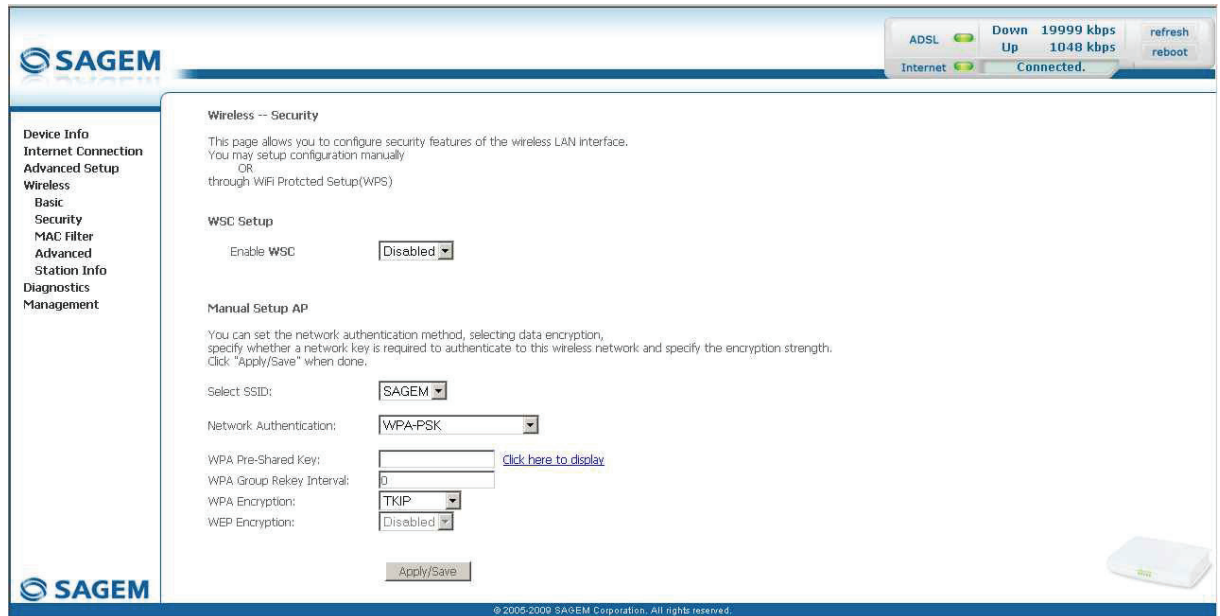 SAGEM
ADSL Down 19999 kbps
Up 1048 kbps
Internet Connected.
refresh
reboot
Device Info
Internet Connection
Advanced Setup
Wireless
Basic
Security
MAC Filter
Advanced
Station Info
Diagnostics
Management
Wireless -- Security
This page allows you to configure security features of the wireless LAN interface.
You may setup configuration manually
OR
through WiFi Protcted Setup(WPS)
WSC Setup
Enable WSC Disabled
Manual Setup AP
You can set the network authentication method, selecting data encryption,
specify whether a network key is required to authenticate to this wireless network and specify the encryption strength.
Click "Apply/Save" when done.
Select SSID: SAGEM
Network Authentication: WPA-PSK
WPA Pre-Shared Key: Click here to display
WPA Group Rekey Interval: 0
WPA Encryption: TKIP
WEP Encryption: Disabled
Apply/Save
SAGEM
© 2005-2009 SAGEM Corporation. All rights reserved.